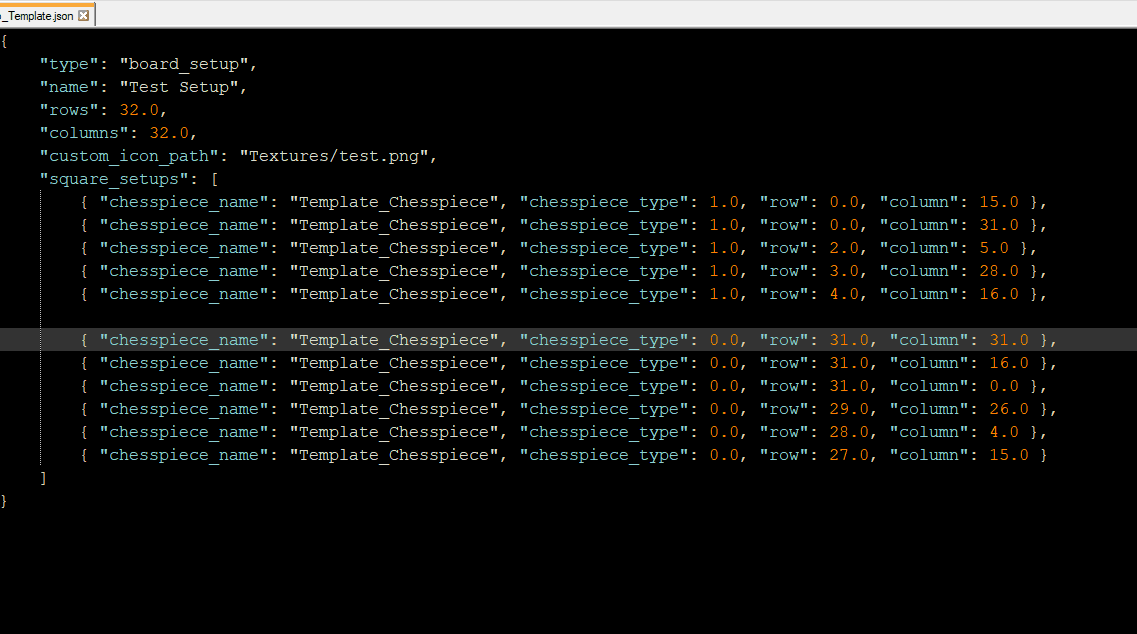 _Template.json
{
"type": "board_setup",
"name": "Test Setup",
"rows": 32.0,
"columns": 32.0,
"custom_icon_path": "Textures/test.png",
"square_setups": [
{ "chesspiece_name": "Template_Chesspiece", "chesspiece_type": 1.0, "row": 0.0, "column": 15.0 },
{ "chesspiece_name": "Template_Chesspiece", "chesspiece_type": 1.0, "row": 0.0, "column": 31.0 },
{ "chesspiece_name": "Template_Chesspiece", "chesspiece_type": 1.0, "row": 2.0, "column": 5.0 },
{ "chesspiece_name": "Template_Chesspiece", "chesspiece_type": 1.0, "row": 3.0, "column": 28.0 },
{ "chesspiece_name": "Template_Chesspiece", "chesspiece_type": 1.0, "row": 4.0, "column": 16.0 },
{ "chesspiece_name": "Template_Chesspiece", "chesspiece_type": 0.0, "row": 31.0, "column": 31.0 },
{ "chesspiece_name": "Template_Chesspiece", "chesspiece_type": 0.0, "row": 31.0, "column": 16.0 },
{ "chesspiece_name": "Template_Chesspiece", "chesspiece_type": 0.0, "row": 31.0, "column": 0.0 },
{ "chesspiece_name": "Template_Chesspiece", "chesspiece_type": 0.0, "row": 29.0, "column": 26.0 },
{ "chesspiece_name": "Template_Chesspiece", "chesspiece_type": 0.0, "row": 28.0, "column": 4.0 },
{ "chesspiece_name": "Template_Chesspiece", "chesspiece_type": 0.0, "row": 27.0, "column": 15.0 }
]
}